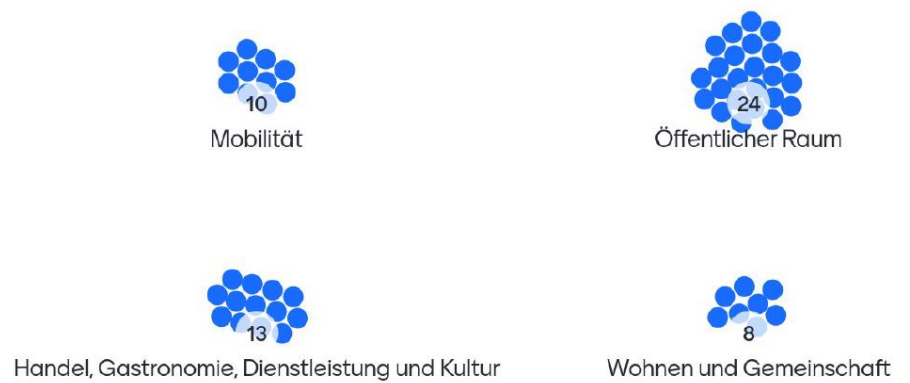 10
Mobilität
24
Öffentlicher Raum
13
Handel, Gastronomie, Dienstleistung und Kultur
8
Wohnen und Gemeinschaft